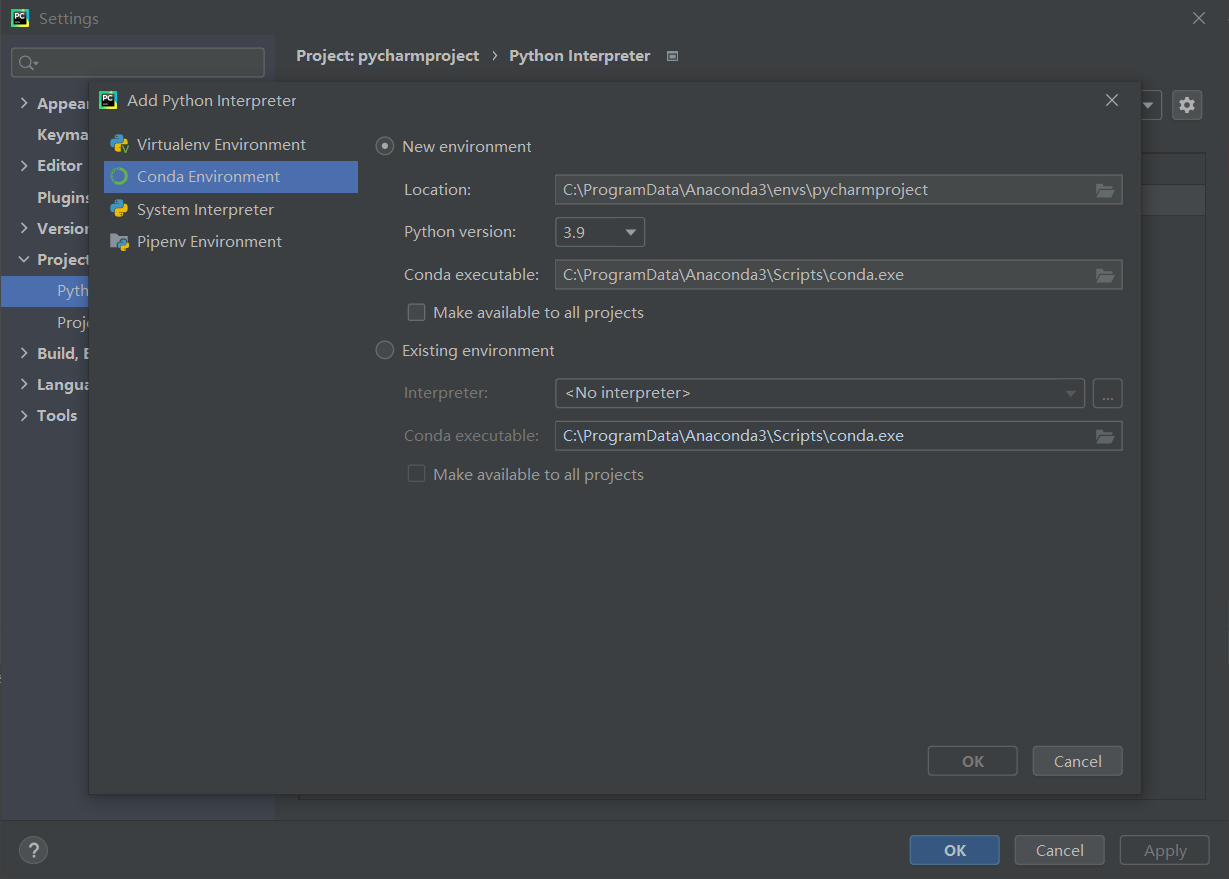 Settings
Project: pycharmproject › Python Interpreter
Add Python Interpreter
Appea
Keyma
Editor
Plugins
Version
Project
Pyth
Proj
Build, E
Langua
Tools
Virtualenv Environment
Conda Environment
System Interpreter
Pipenv Environment
New environment
Location: C:\ProgramData\Anaconda3\envs\pycharmproject
Python version: 3.9
Conda executable: C:\ProgramData\Anaconda3\Scripts\conda.exe
Make available to all projects
Existing environment
Interpreter: <No interpreter> ...
Conda executable: C:\ProgramData\Anaconda3\Scripts\conda.exe
Make available to all projects
OK Cancel
? OK Cancel Apply